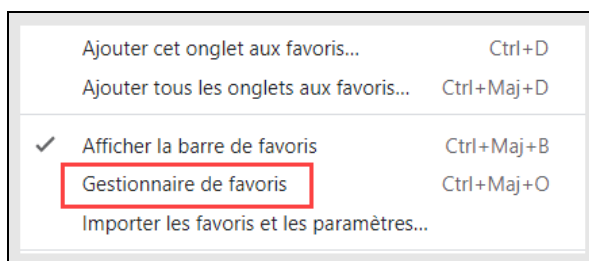 Ajouter cet onglet aux favoris... Ctrl+D
Ajouter tous les onglets aux favoris... Ctrl+Maj+D
Afficher la barre de favoris Ctrl+Maj+B
Gestionnaire de favoris Ctrl+Maj+O
Importer les favoris et les paramètres...